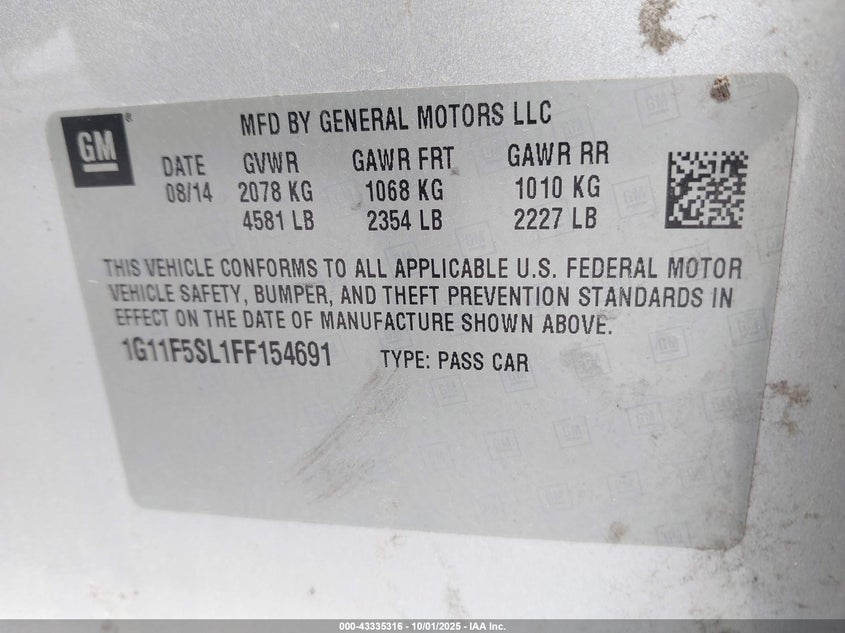 GM
MFD BY GENERAL MOTORS LLC
DATE GVWR GAWR FRT GAWR RR
08/14 2078 KG 1068 KG 1010 KG
4581 LB 2354 LB 2227 LB
THIS VEHICLE CONFORMS TO ALL APPLICABLE U.S. FEDERAL MOTOR
VEHICLE SAFETY, BUMPER, AND THEFT PREVENTION STANDARDS IN
EFFECT ON THE DATE OF MANUFACTURE SHOWN ABOVE.
1G11F5SL1FF154691 TYPE: PASS CAR
000-43335316 - 10/01/2025 - IAA Inc.